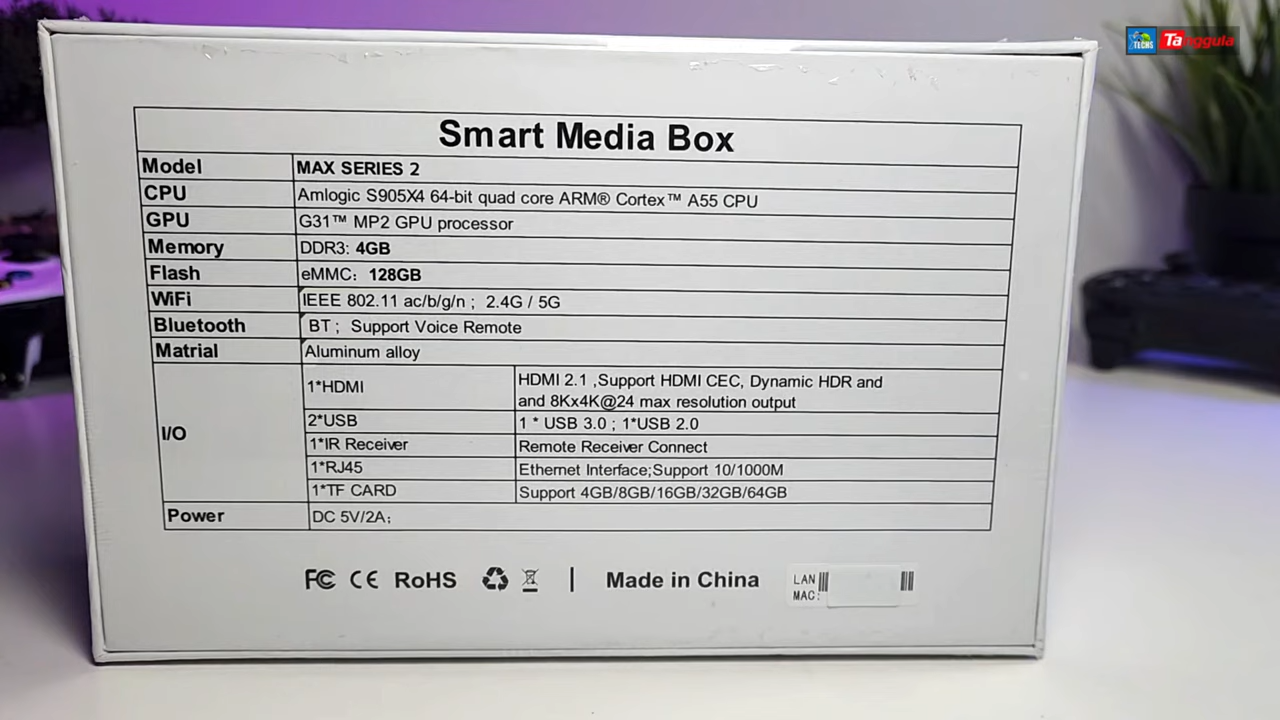 TECHS Tanggula
Smart Media Box
Model MAX SERIES 2
CPU Amlogic S905X4 64-bit quad core ARM® Cortex™ A55 CPU
GPU G31™ MP2 GPU processor
Memory DDR3: 4GB
Flash eMMC: 128GB
WiFi IEEE 802.11 ac/b/g/n ; 2.4G / 5G
Bluetooth BT ; Support Voice Remote
Matrial Aluminum alloy
I/O
1*HDMI HDMI 2.1 ,Support HDMI CEC, Dynamic HDR and
and 8Kx4K@24 max resolution output
2*USB 1 * USB 3.0 ; 1*USB 2.0
1*IR Receiver Remote Receiver Connect
1*RJ45 Ethernet Interface;Support 10/1000M
1*TF CARD Support 4GB/8GB/16GB/32GB/64GB
Power DC 5V/2A;
FC CE RoHS | Made in China
LAN
MAC: